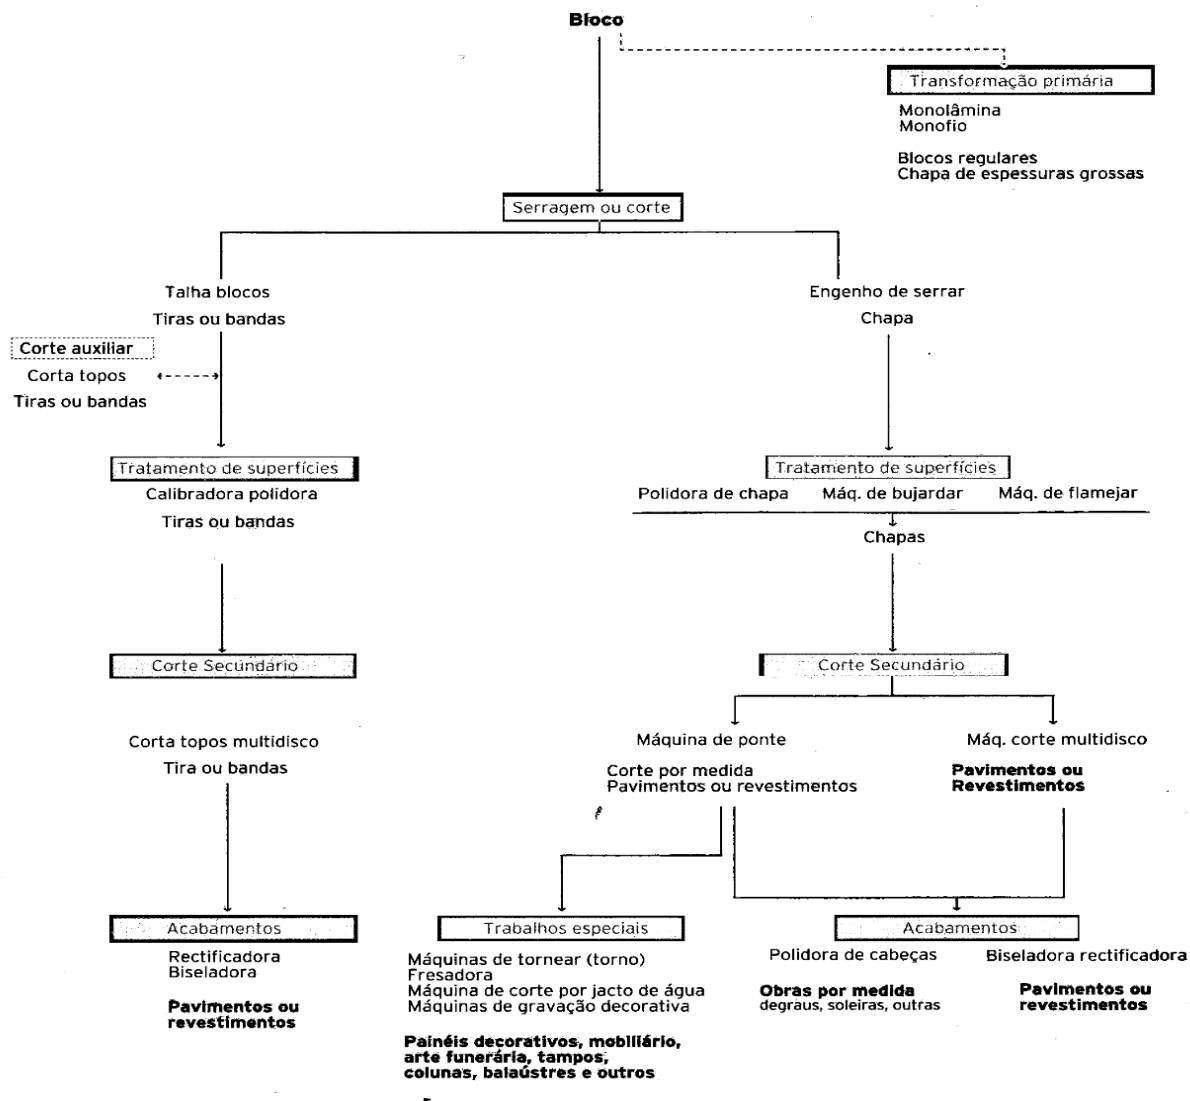 Bloco
Transformação primária
Monolâmina
Monofio
Blocos regulares
Chapa de espessuras grossas
Serragem ou corte
Talha blocos
Tiras ou bandas
Engenho de serrar
Chapa
Corte auxiliar
Corta topos
Tiras ou bandas
Tratamento de superfícies
Calibradora polidora
Tiras ou bandas
Tratamento de superfícies
Polidora de chapa Máq. de bujardar Máq. de flamejar
Chapas
Corte Secundário
Corta topos multidisco
Tira ou bandas
Corte Secundário
Máquina de ponte
Corte por medida
Pavimentos ou revestimentos
Máq. corte multidisco
Pavimentos ou
Revestimentos
Acabamentos
Rectificadora
Biseladora
Pavimentos ou
revestimentos
Trabalhos especiais
Máquinas de tornear (torno)
Fresadora
Máquina de corte por jacto de água
Máquinas de gravação decorativa
Painéis decorativos, mobiliário,
arte funerária, tampos,
colunas, balaústres e outros
Acabamentos
Polidora de cabeças
Obras por medida
degraus, soleiras, outras
Biseladora rectificadora
Pavimentos ou
revestimentos